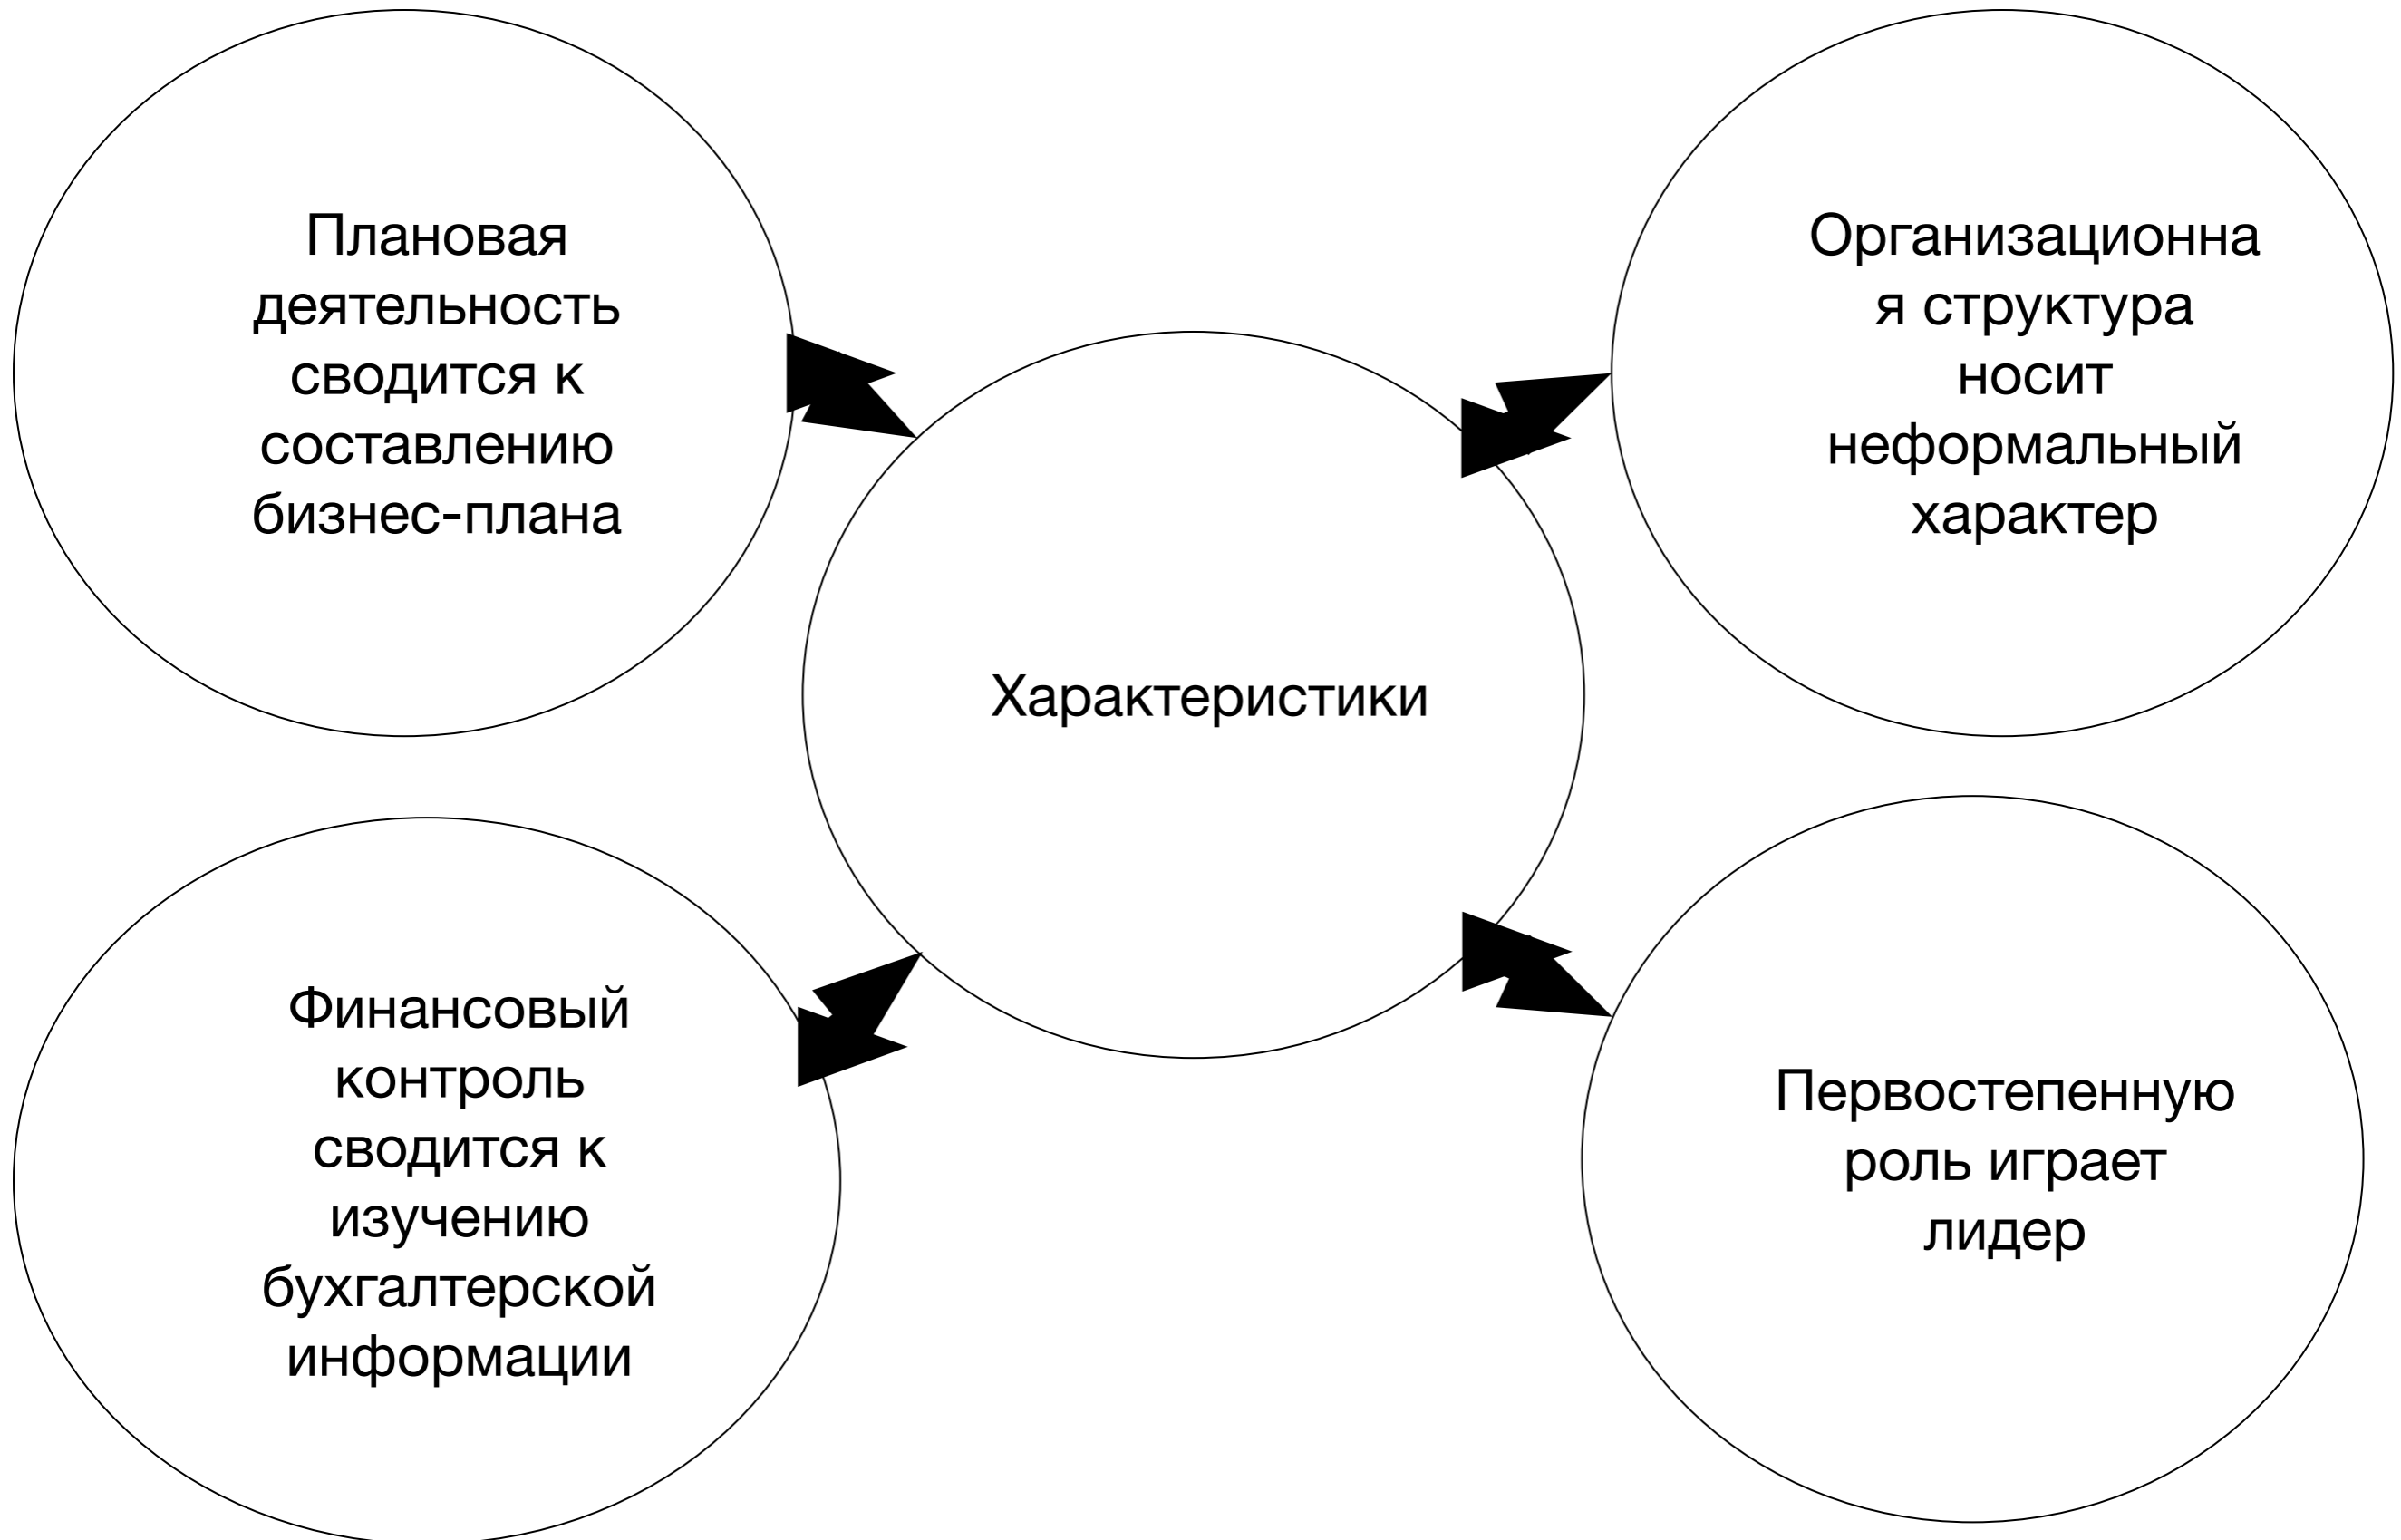 Плановая
деятельность
сводится к
составлению
бизнес-плана
Организационна
я структура
носит
неформальный
характер
Характеристики
Финансовый
контроль
сводится к
изучению
бухгалтерской
информации
Первостепенную
роль играет
лидер